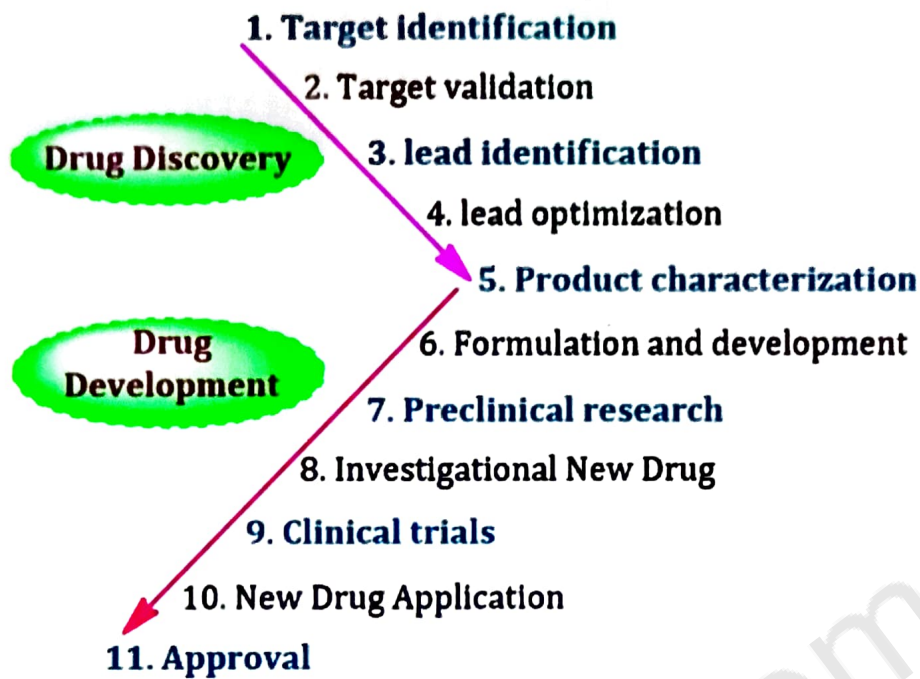 1. Target identification
2. Target validation
Drug Discovery
3. lead identification
4. lead optimization
5. Product characterization
Drug
Development
6. Formulation and development
7. Preclinical research
8. Investigational New Drug
9. Clinical trials
10. New Drug Application
11. Approval